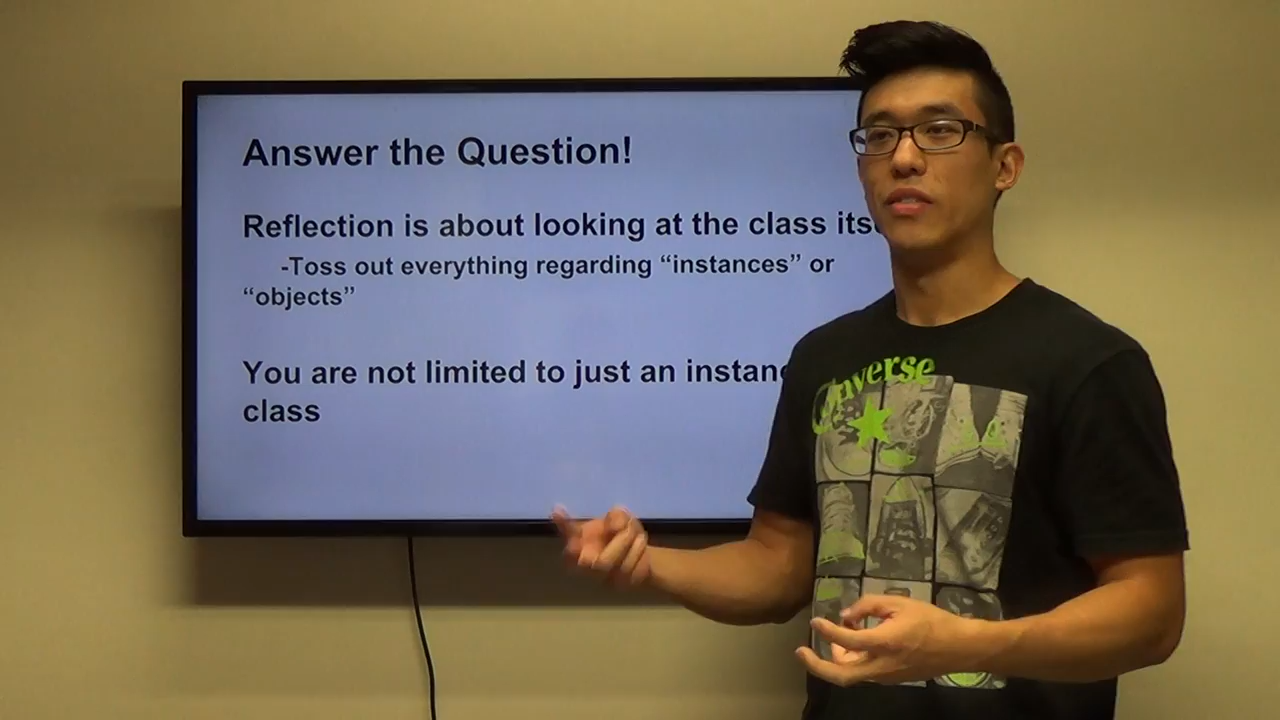 Answer the Question!
Reflection is about looking at the class
-Toss out everything regarding “instances” or
“objects”
You are not limited to just an
class
Converse